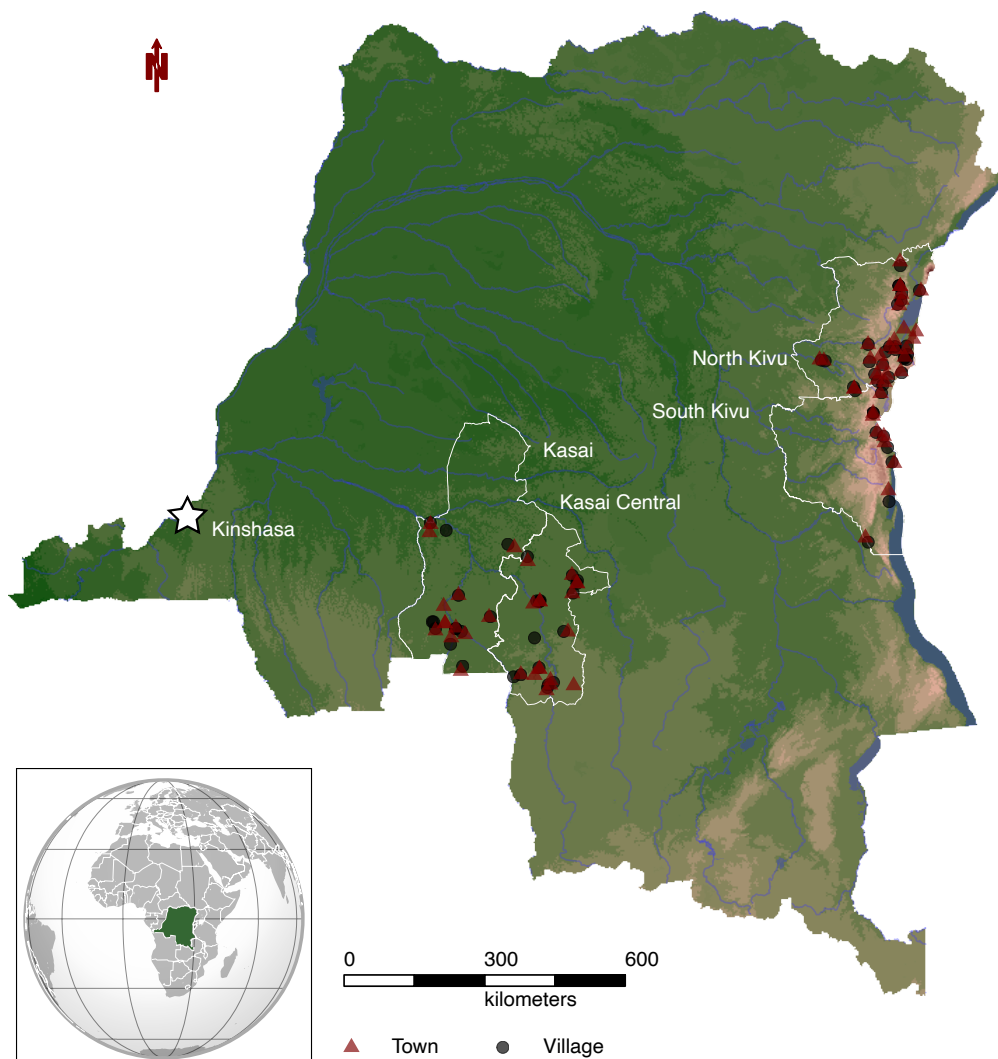 N
North Kivu
South Kivu
Kasai
Kasai Central
Kinshasa
0 300 600
kilometers
Town Village